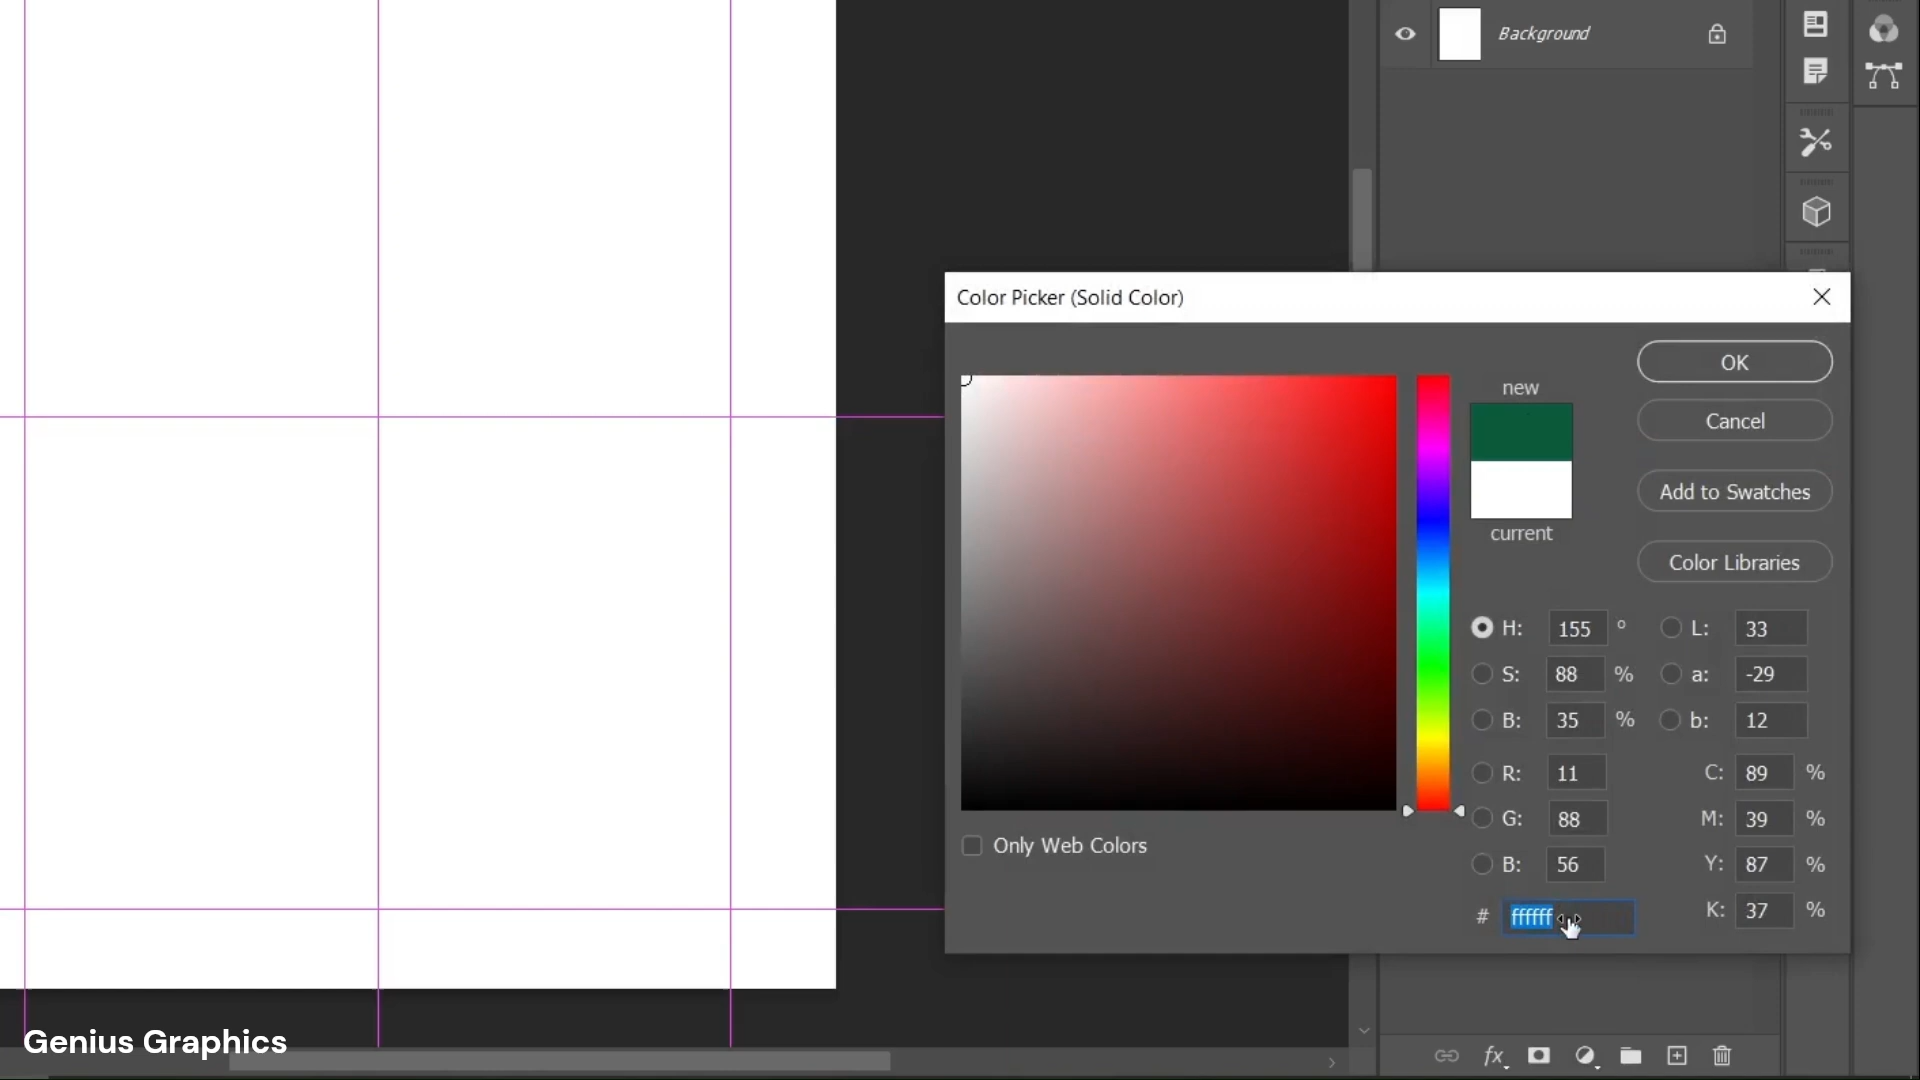 Background
Color Picker (Solid Color)
OK
new
Cancel
Add to Swatches
current
Color Libraries
H: 155 ° L: 33
S: 88 % a: -29
B: 35 % b: 12
R: 11 C: 89 %
G: 88 M: 39 %
Only Web Colors
B: 56 Y: 87 %
# ffffff K: 37 %
Genius Graphics
fx